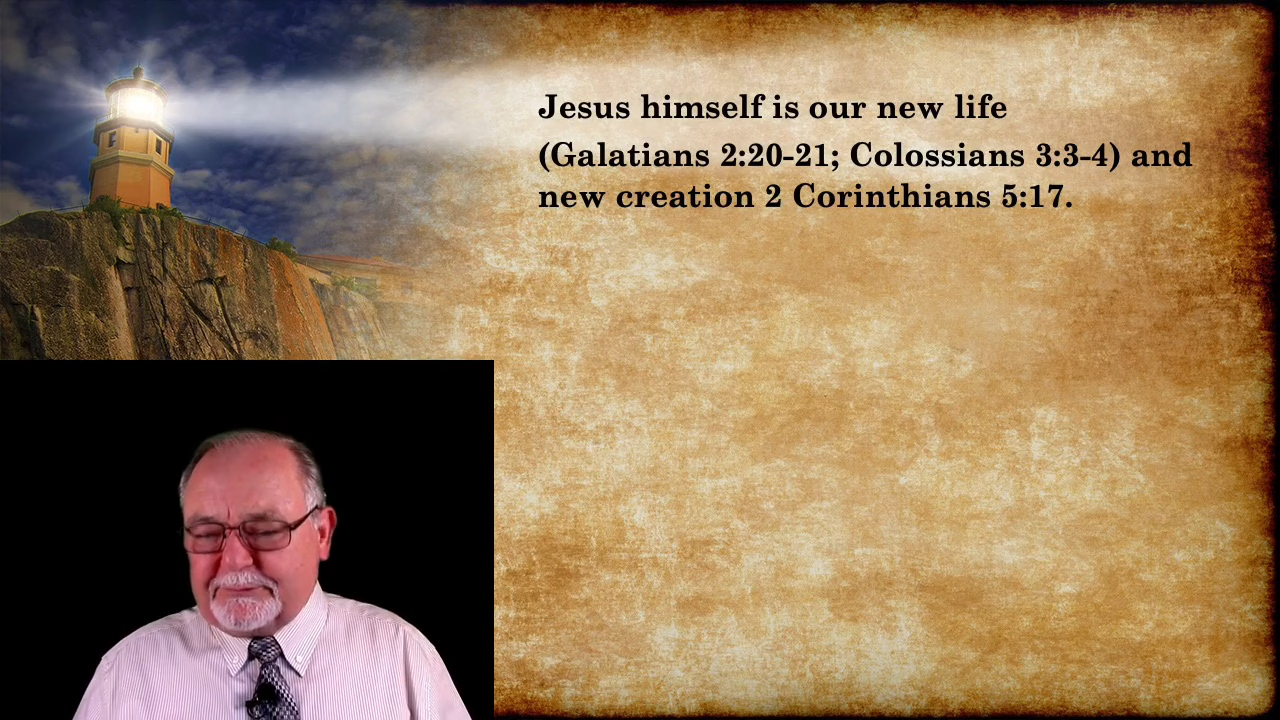 Jesus himself is our new life
(Galatians 2:20-21; Colossians 3:3-4) and
new creation 2 Corinthians 5:17.